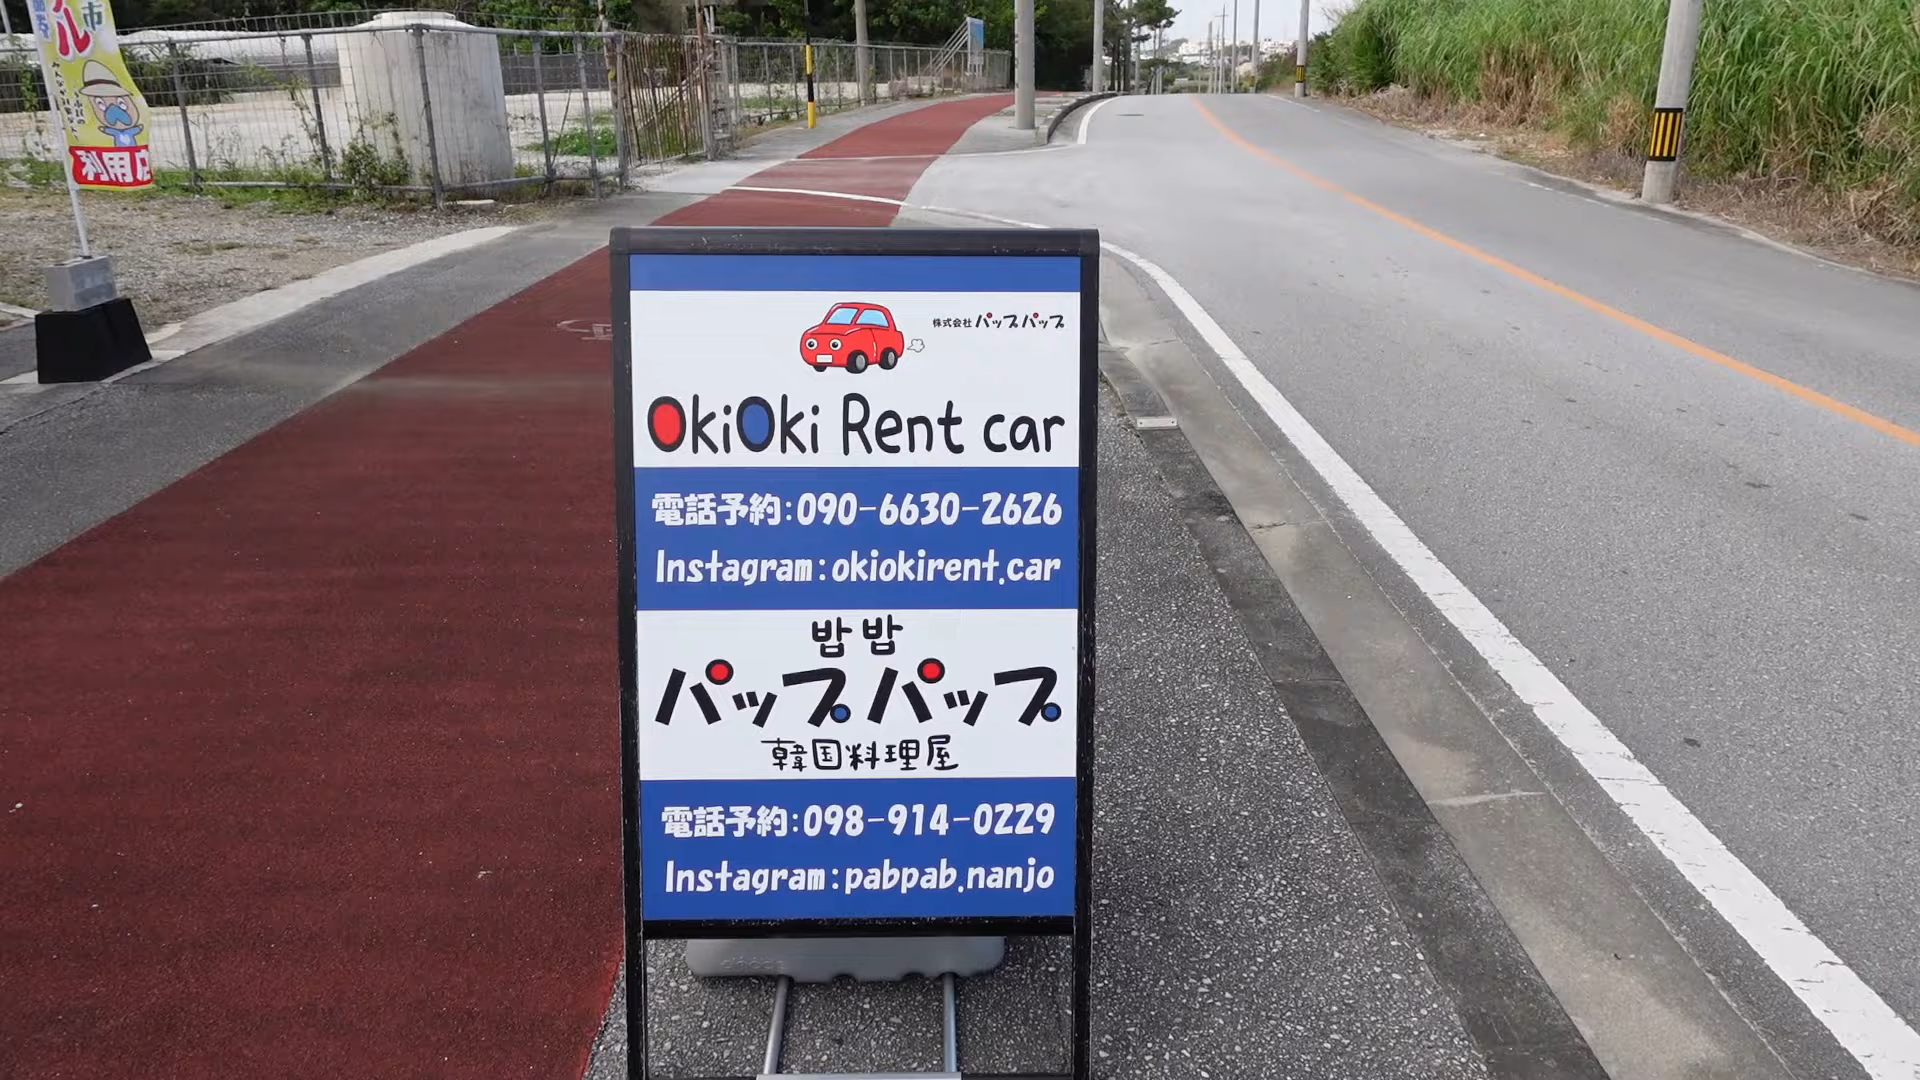 市
ル
利用店
株式会社 パップパップ
OkiOki Rent car
電話予約:090-6630-2626
Instagram:okiokirent.car
밥밥
パップパップ
韓国料理屋
電話予約:098-914-0229
Instagram:pabpab.nanjo